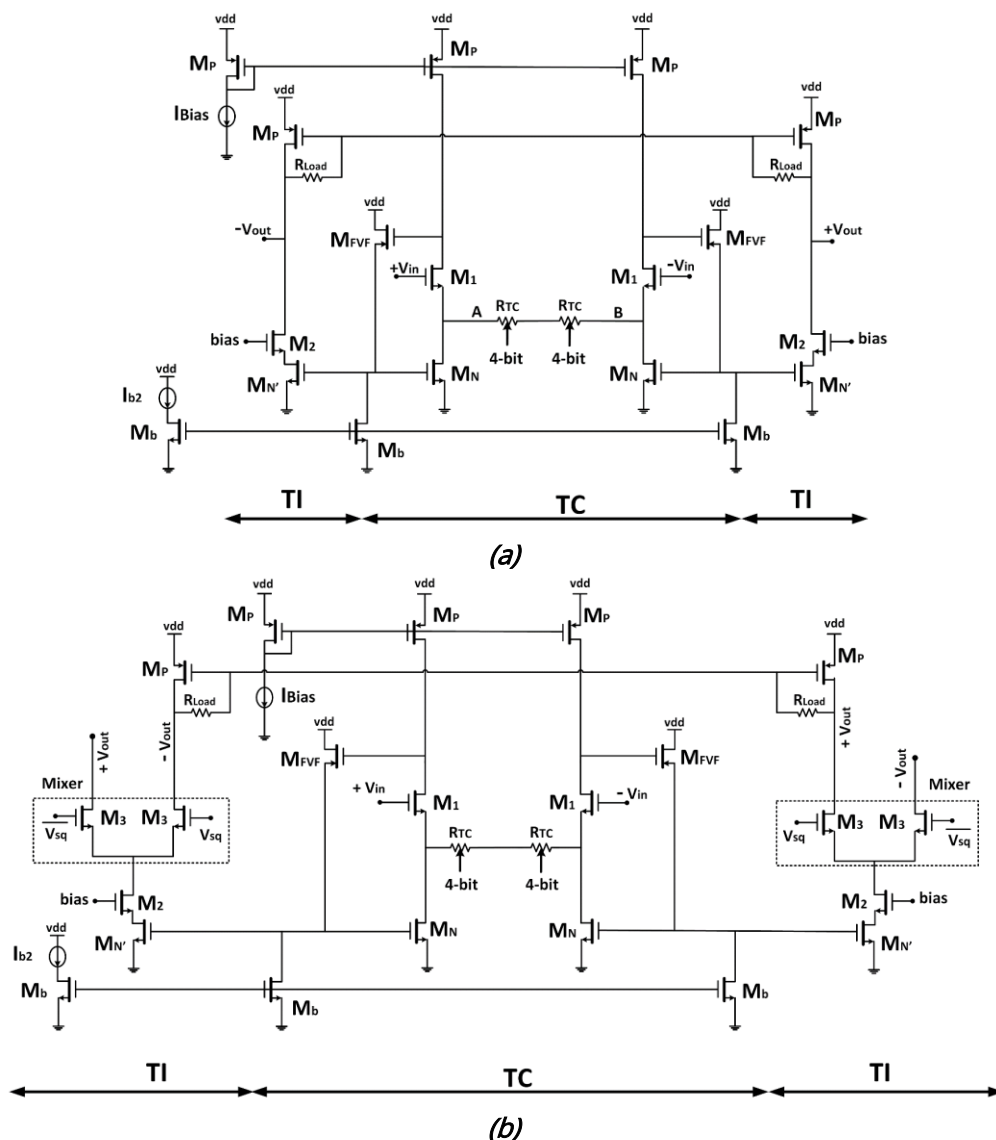 vdd vdd vdd
MP MP MP
IBias
vdd vdd
MP MP
RLoad RLoad
vdd vdd
-Vout MFVF MFVF +Vout
+Vin M1 M1 -Vin
A RTC RTC B
bias M2 4-bit 4-bit M2 bias
MN' MN MN MN'
vdd
Ib2
Mb Mb Mb
TI TC TI
(a)
vdd vdd vdd
MP MP MP
vdd vdd
MP MP
RLoad IBias RLoad
+ Vout - Vout vdd vdd + Vout - Vout
MFVF MFVF
Mixer + Vin M1 M1 - Vin Mixer
Vsq M3 M3 Vsq RTC RTC Vsq M3 M3 Vsq
4-bit 4-bit
bias M2 M2 bias
MN' MN MN MN'
vdd
Ib2
Mb Mb Mb
TI TC TI
(b)